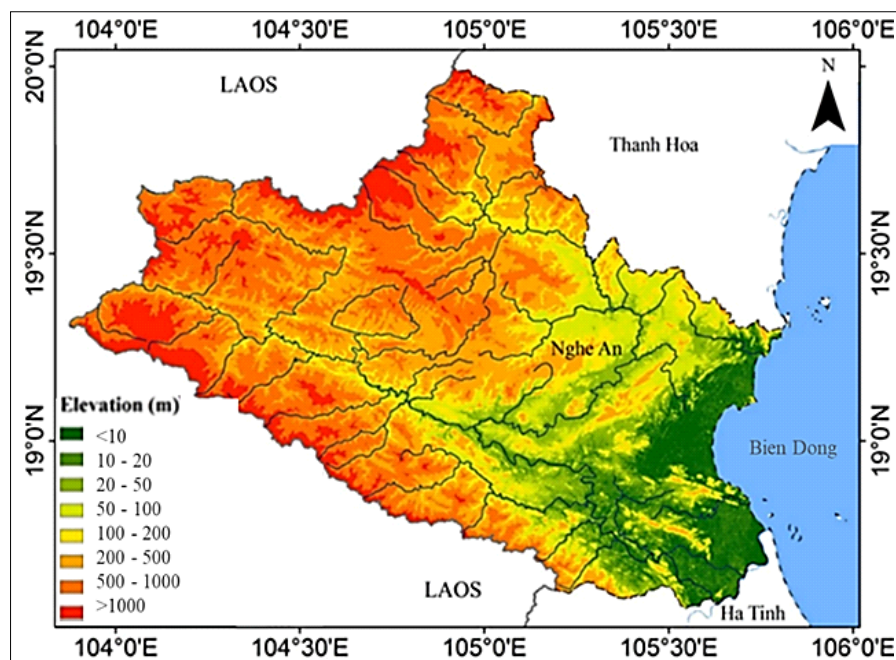 104°0'E 104°30'E 105°0'E 105°30'E 106°0'E
20°0'N
19°30'N
19°0'N
LAOS
N
Thanh Hoa
Nghe An
Bien Dong
Elevation (m)
<10
10 - 20
20 - 50
50 - 100
100 - 200
200 - 500
500 - 1000
>1000
LAOS
Ha Tinh
20°0'N
19°30'N
19°0'N
104°0'E 104°30'E 105°0'E 105°30'E 106°0'E